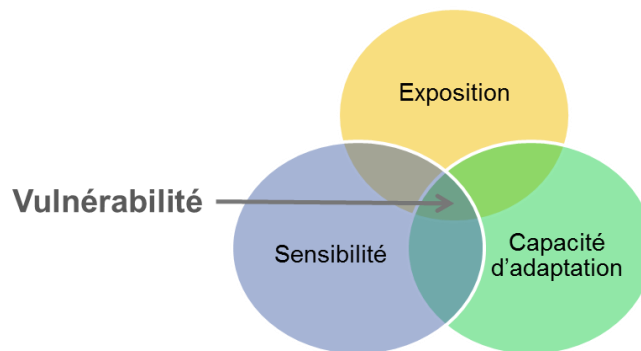 Exposition
Vulnérabilité
Sensibilité
Capacité
d'adaptation